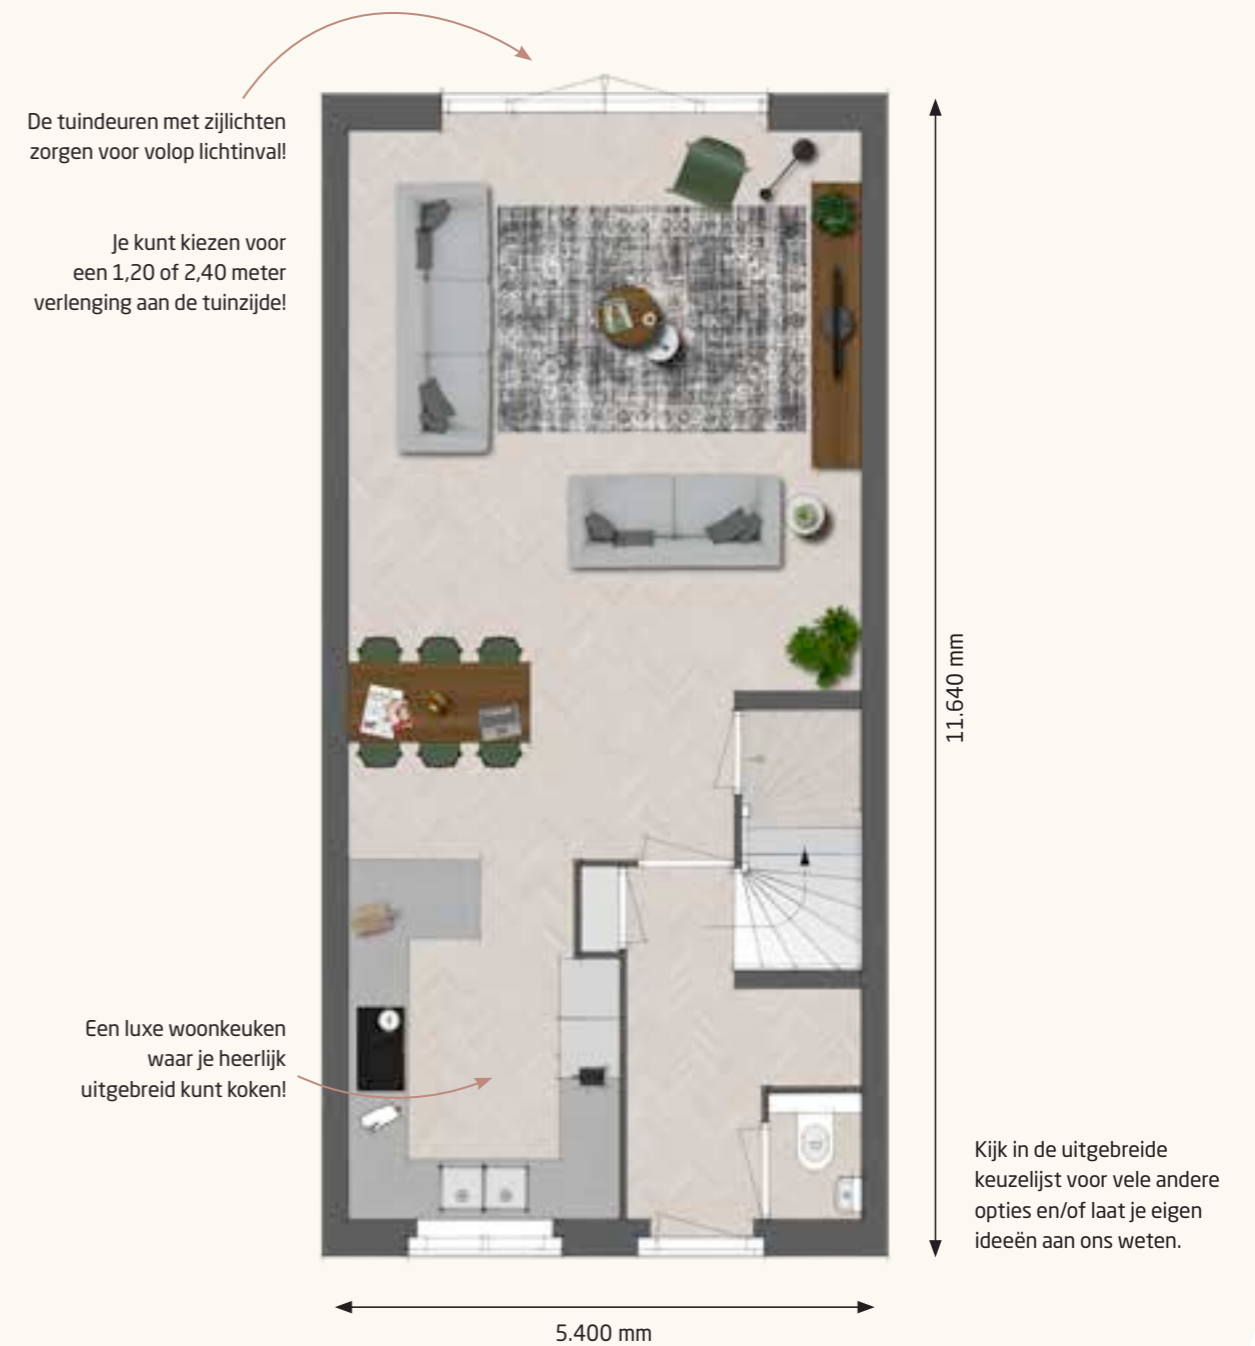 De tuindeuren met zijlichten
zorgen voor volop lichtinval!
Je kunt kiezen voor
een 1,20 of 2,40 meter
verlenging aan de tuinzijde!
11.640 mm
Een luxe woonkeuken
waar je heerlijk
uitgebreid kunt koken!
Kijk in de uitgebreide
keuzelijst voor vele andere
opties en/of laat je eigen
ideeën aan ons weten.
5.400 mm